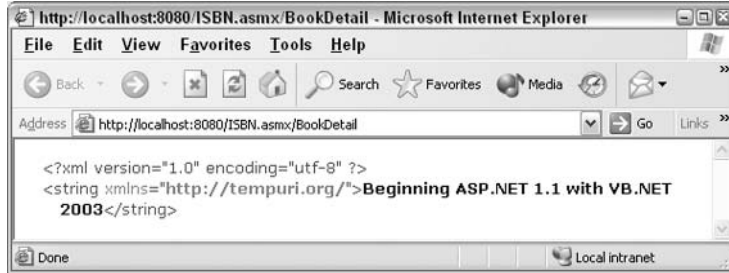 http://localhost:8080/ISBN.asmx/BookDetail - Microsoft Internet Explorer
File Edit View Favorites Tools Help
Back Search Favorites Media »
Address http://localhost:8080/ISBN.asmx/BookDetail Go Links »
<?xml version="1.0" encoding="utf-8" ?>
<string xmlns="http://tempuri.org/">Beginning ASP.NET 1.1 with VB.NET
2003</string>
Done Local intranet